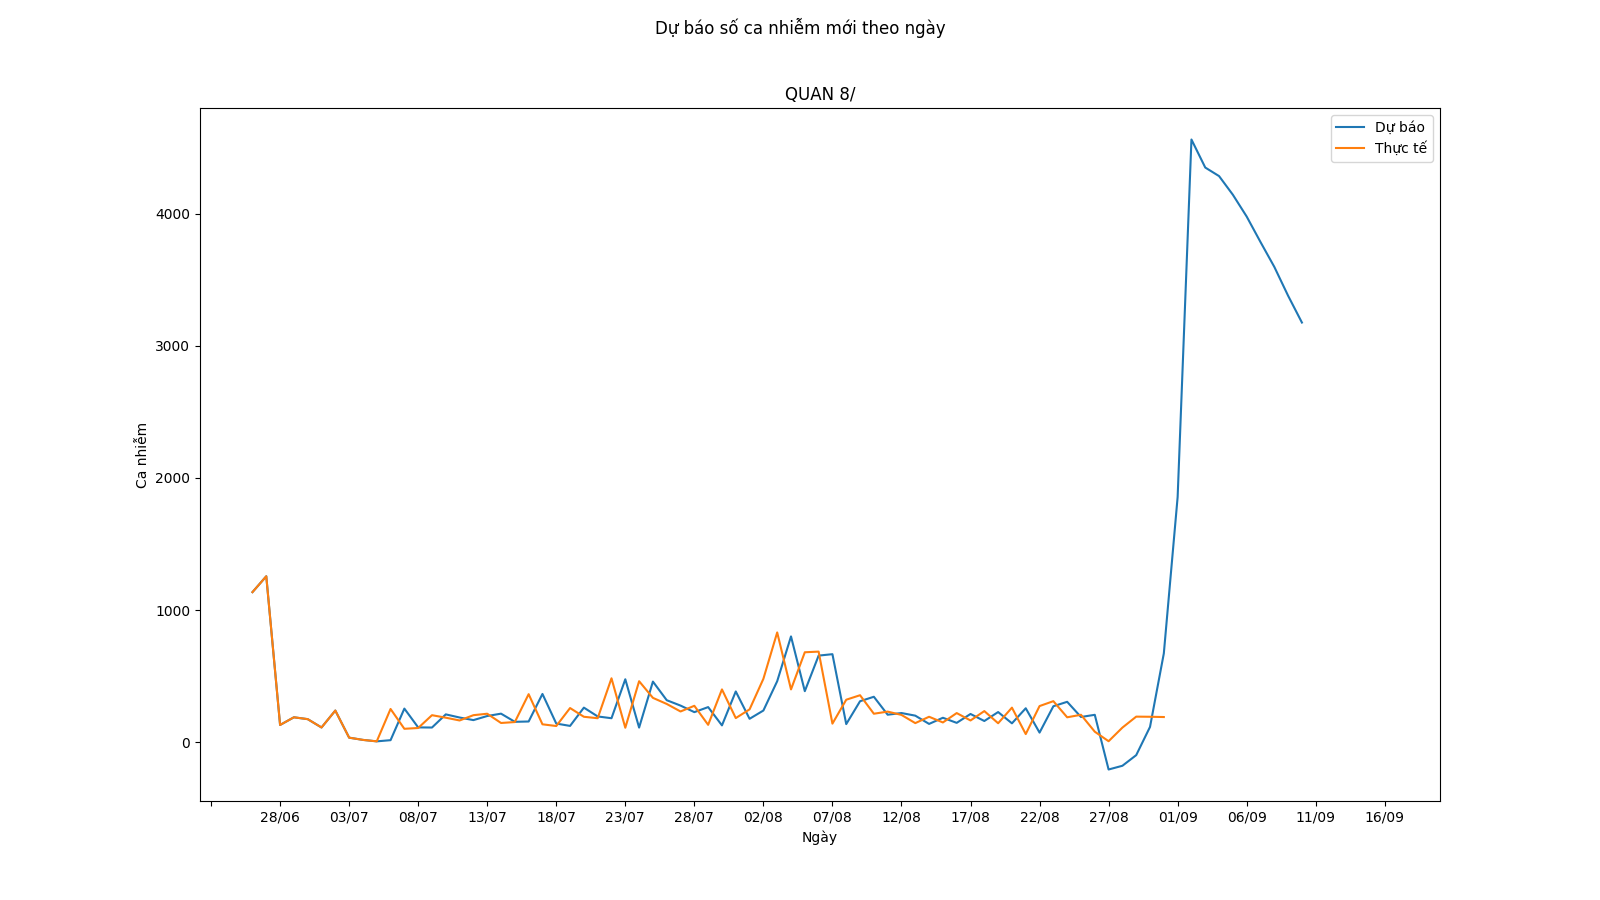 Dự báo số ca nhiễm mới theo ngày
QUAN 8/
Dự báo
Thực tế
Ca nhiễm
4000
3000
2000
1000
0
28/06 03/07 08/07 13/07 18/07 23/07 28/07 02/08 07/08 12/08 17/08 22/08 27/08 01/09 06/09 11/09 16/09
Ngày